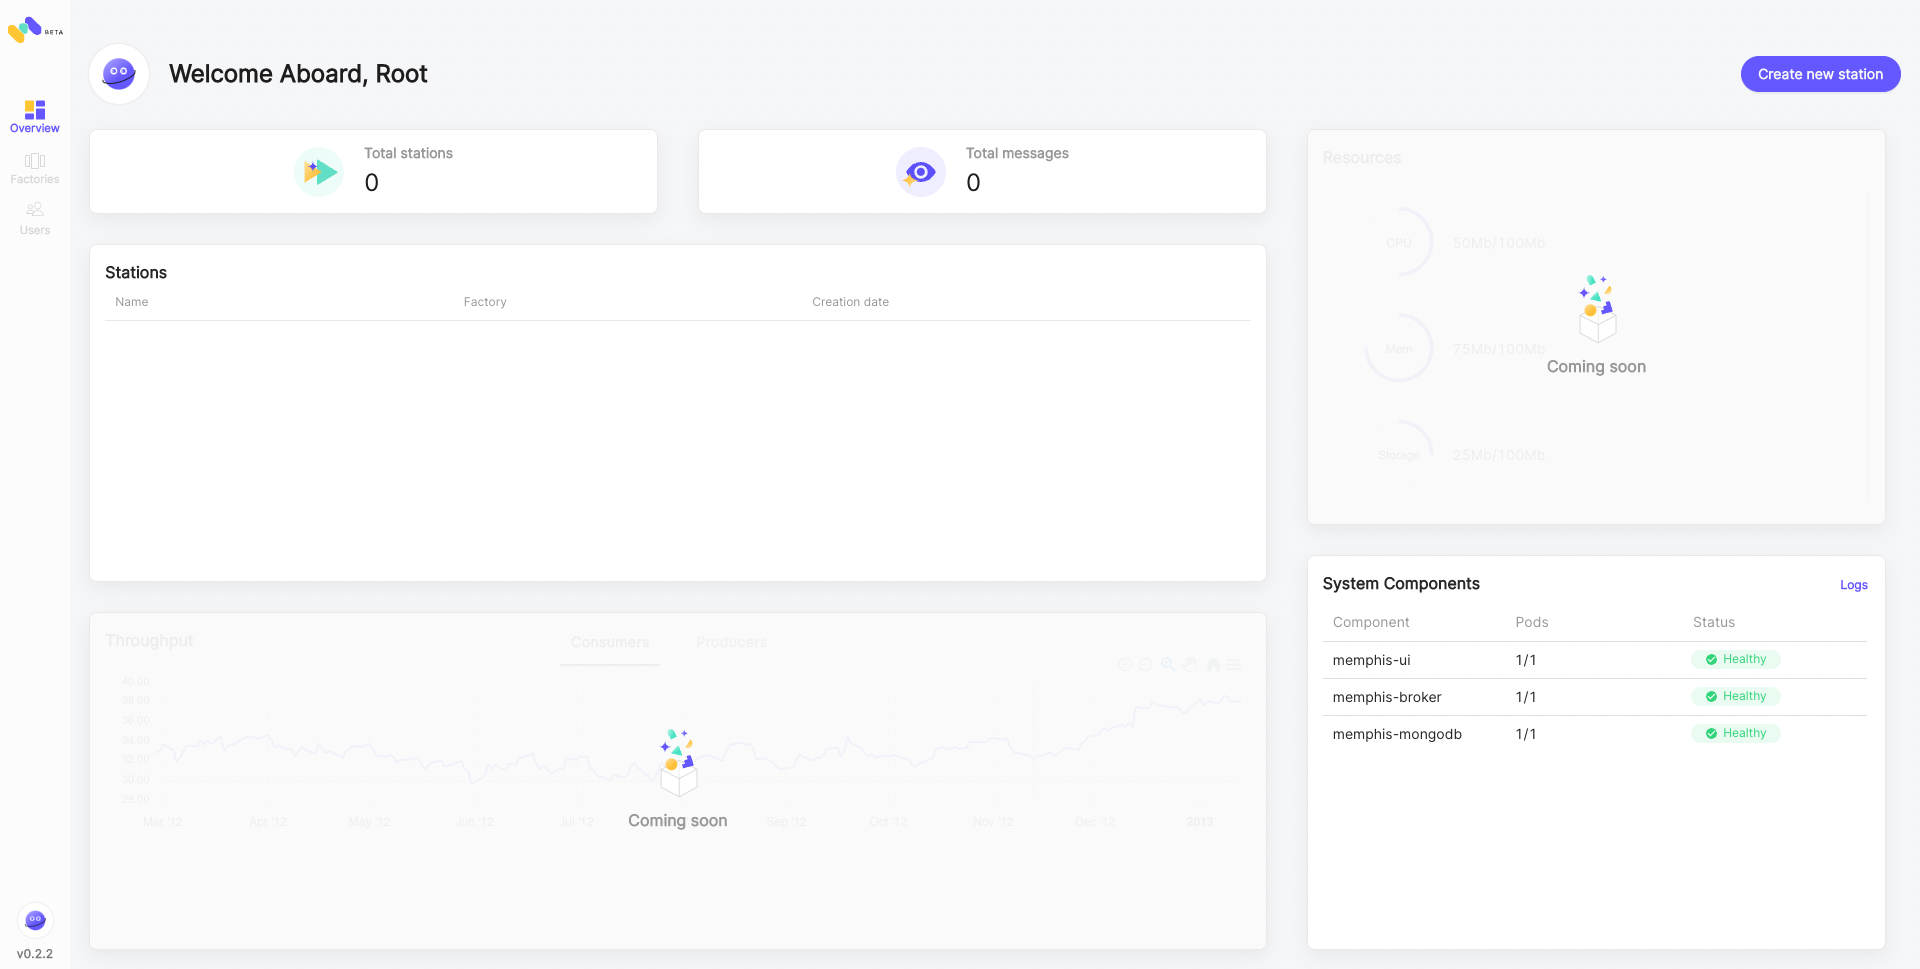 BETA
Welcome Aboard, Root
Create new station
Overview
Factories
Users
Total stations
0
Total messages
0
Resources
CPU
50Mb/100Mb
Mem
75Mb/100Mb
Storage
25Mb/100Mb
Coming soon
Stations
Name Factory Creation date
Throughput
Consumers Producers
40.00
38.00
36.00
34.00
32.00
30.00
28.00
Mar '12 Apr '12 May '12 Jun '12 Jul '12 Sep '12 Oct '12 Nov '12 Dec '12 2013
Coming soon
System Components
Logs
Component Pods Status
memphis-ui 1/1 Healthy
memphis-broker 1/1 Healthy
memphis-mongodb 1/1 Healthy
v0.2.2